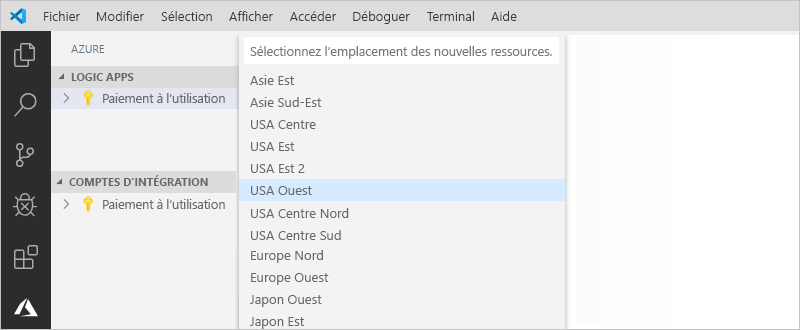 Fichier Modifier Sélection Afficher Accéder Déboguer Terminal Aide
AZURE
LOGIC APPS
Paiement à l'utilisation
COMPTES D'INTÉGRATION
Paiement à l'utilisation
Sélectionnez l'emplacement des nouvelles ressources.
Asie Est
Asie Sud-Est
USA Centre
USA Est
USA Est 2
USA Ouest
USA Centre Nord
USA Centre Sud
Europe Nord
Europe Ouest
Japon Ouest
Japon Est